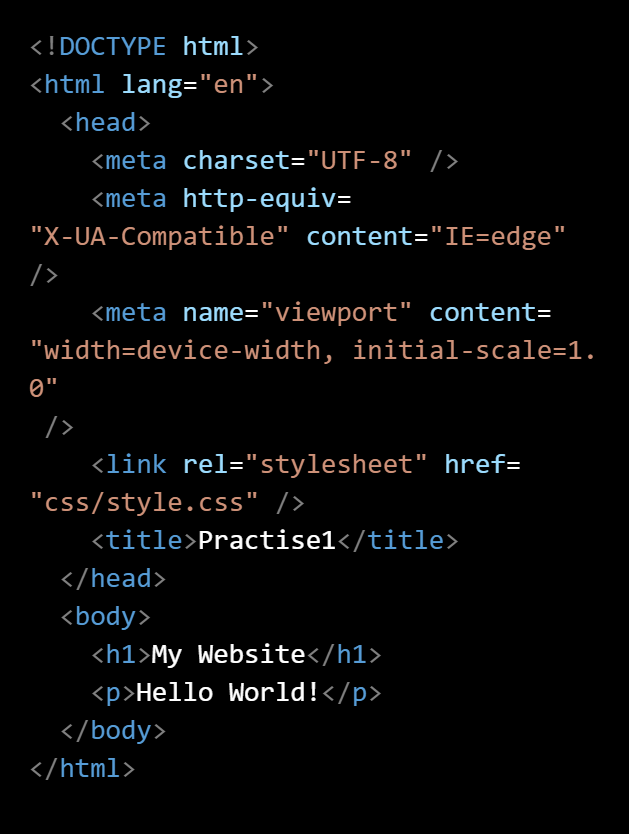 <!DOCTYPE html>
<html lang="en">
  <head>
    <meta charset="UTF-8" />
    <meta http-equiv=
"X-UA-Compatible" content="IE=edge"
/>
    <meta name="viewport" content=
"width=device-width, initial-scale=1.
0"
 />
    <link rel="stylesheet" href=
"css/style.css" />
    <title>Practise1</title>
  </head>
  <body>
    <h1>My Website</h1>
    <p>Hello World!</p>
  </body>
</html>